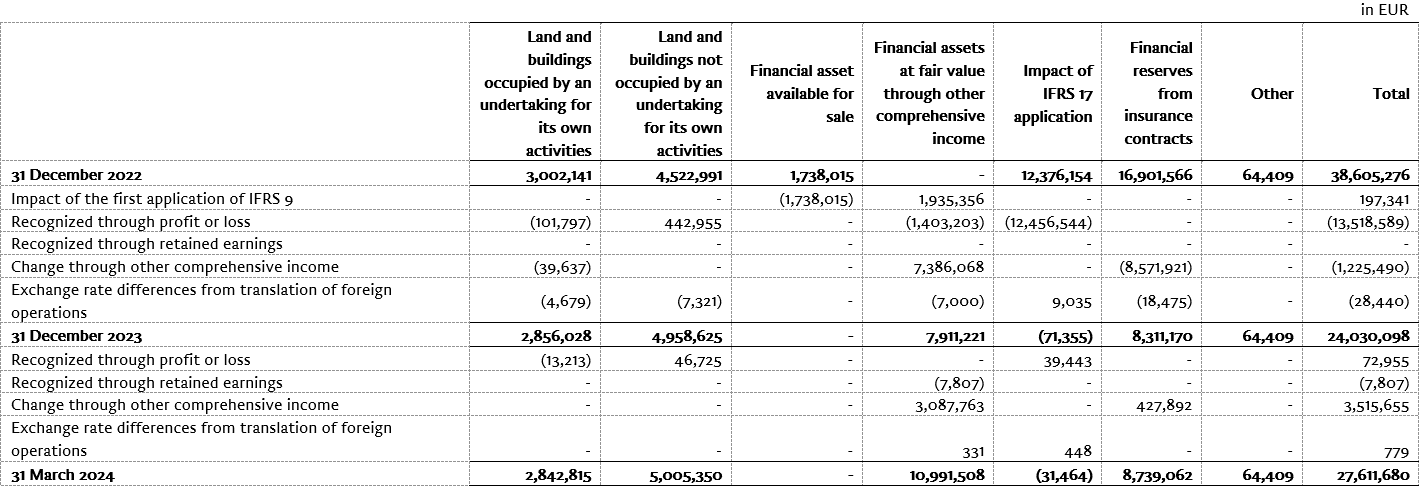 in EUR
Land and buildings occupied by an undertaking for its own activities | Land and buildings not occupied by an undertaking for its own activities | Financial asset available for sale | Financial assets at fair value through other comprehensive income | Impact of IFRS 17 application | Financial reserves from insurance contracts | Other | Total
31 December 2022 3,002,141 4,522,991 1,738,015 - 12,376,154 16,901,566 64,409 38,605,276
Impact of the first application of IFRS 9 - - (1,738,015) 1,935,356 - - - 197,341
Recognized through profit or loss (101,797) 442,955 - (1,403,203) (12,456,544) - - (13,518,589)
Recognized through retained earnings - - - - - - - -
Change through other comprehensive income (39,637) - - 7,386,068 - (8,571,921) - (1,225,490)
Exchange rate differences from translation of foreign
operations (4,679) (7,321) - (7,000) 9,035 (18,475) - (28,440)
31 December 2023 2,856,028 4,958,625 - 7,911,221 (71,355) 8,311,170 64,409 24,030,098
Recognized through profit or loss (13,213) 46,725 - - 39,443 - - 72,955
Recognized through retained earnings - - - (7,807) - - - (7,807)
Change through other comprehensive income - - - 3,087,763 - 427,892 - 3,515,655
Exchange rate differences from translation of foreign
operations - - - 331 448 - - 779
31 March 2024 2,842,815 5,005,350 - 10,991,508 (31,464) 8,739,062 64,409 27,611,680